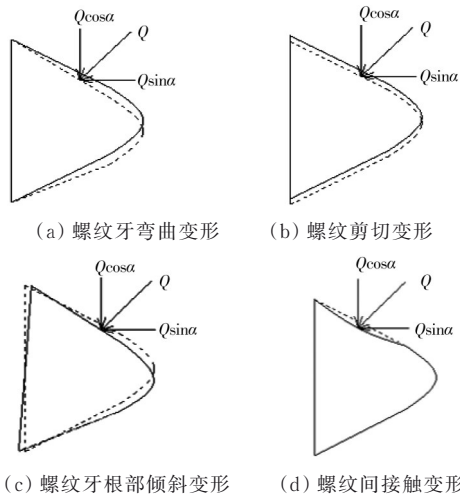 Qcosα
Q
Qsinα
Qcosα
Q
Qsinα
(a) 螺纹牙弯曲变形
(b) 螺纹剪切变形
Qcosα
Q
Qsinα
Qcosα
Q
Qsinα
(c) 螺纹牙根部倾斜变形
(d) 螺纹间接触变形